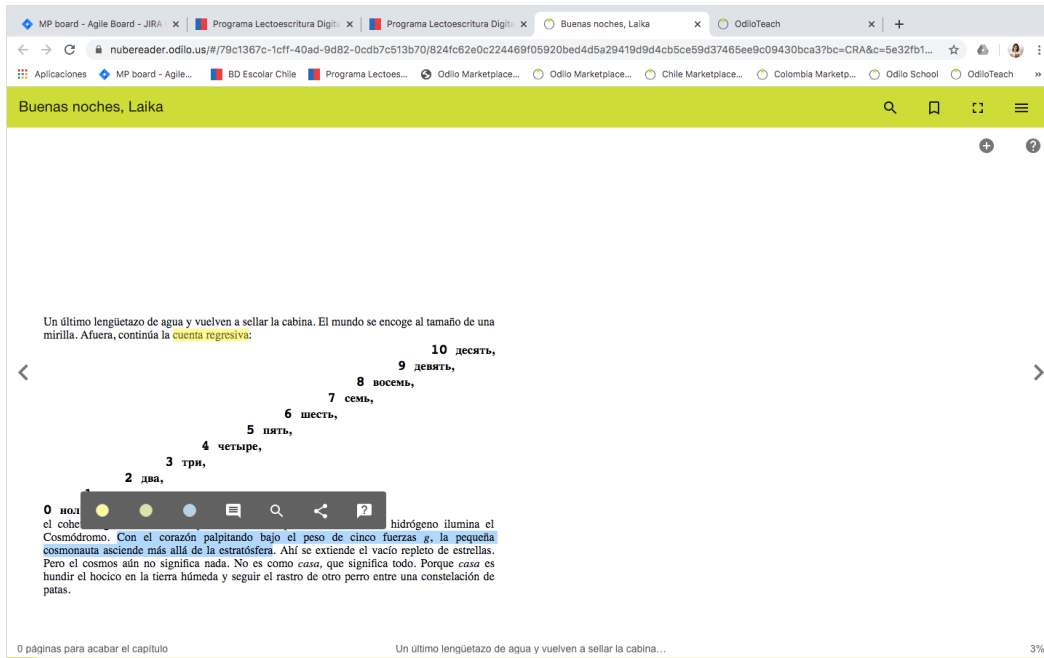 MP board - Agile Board - JIRA
Programa Lectoescritura Digita
Programa Lectoescritura Digita
Buenas noches, Laika
OdiloTeach
nubereader.odilo.us/#/79c1367c-1cff-40ad-9d82-0cdb7c513b70/824fc62e0c224469f05920bed4d5a29419d9d4cb5ce59d37465ee9c09430bca3?bc=CRA&c=5e32fb1...
Aplicaciones MP board - Agile... BD Escolar Chile Programa Lectoes... Odilo Marketplace... Odilo Marketplace... Chile Marketplace... Colombia Marketp... Odilo School OdiloTeach »
Buenas noches, Laika
Un último lengüetazo de agua y vuelven a sellar la cabina. El mundo se encoge al tamaño de una
mirilla. Afuera, continúa la cuenta regresiva:
10 десять,
9 девять,
8 восемь,
7 семь,
6 шесть,
5 пять,
4 четыре,
3 три,
2 два,
0 нол
el cohe hidrógeno ilumina el
Cosmódromo. Con el corazón palpitando bajo el peso de cinco fuerzas g, la pequeña
cosmonauta asciende más allá de la estratósfera. Ahí se extiende el vacío repleto de estrellas.
Pero el cosmos aún no significa nada. No es como casa, que significa todo. Porque casa es
hundir el hocico en la tierra húmeda y seguir el rastro de otro perro entre una constelación de
patas.
0 páginas para acabar el capítulo
Un último lengüetazo de agua y vuelven a sellar la cabina...
3%